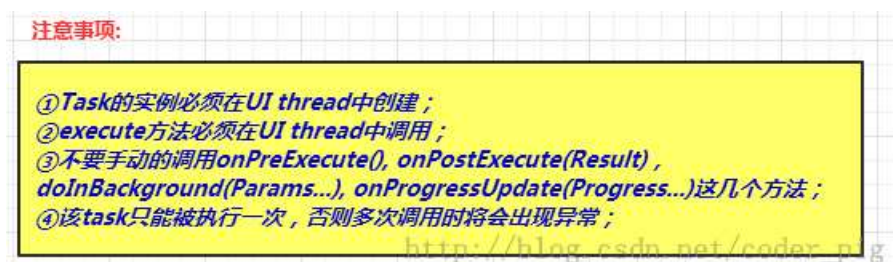 注意事项:
①Task的实例必须在UI thread中创建；
②execute方法必须在UI thread中调用；
③不要手动的调用onPreExecute(), onPostExecute(Result)，
doInBackground(Params...), onProgressUpdate(Progress...)这几个方法；
④该task只能被执行一次，否则多次调用时将会出现异常；
http://blog.csdn.net/coder_pig